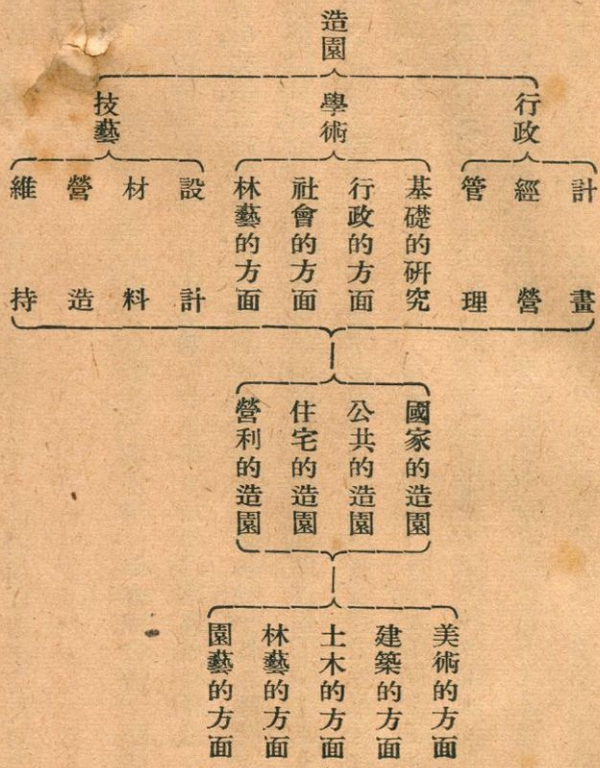 造園
行政
學術
技藝
計畫
經營
管理
基礎的研究
行政的方面
社會的方面
林藝的方面
設計
材料
營造
維持
國家的造園
公共的造園
住宅的造園
營利的造園
美術的方面
建築的方面
土木的方面
林藝的方面
園藝的方面